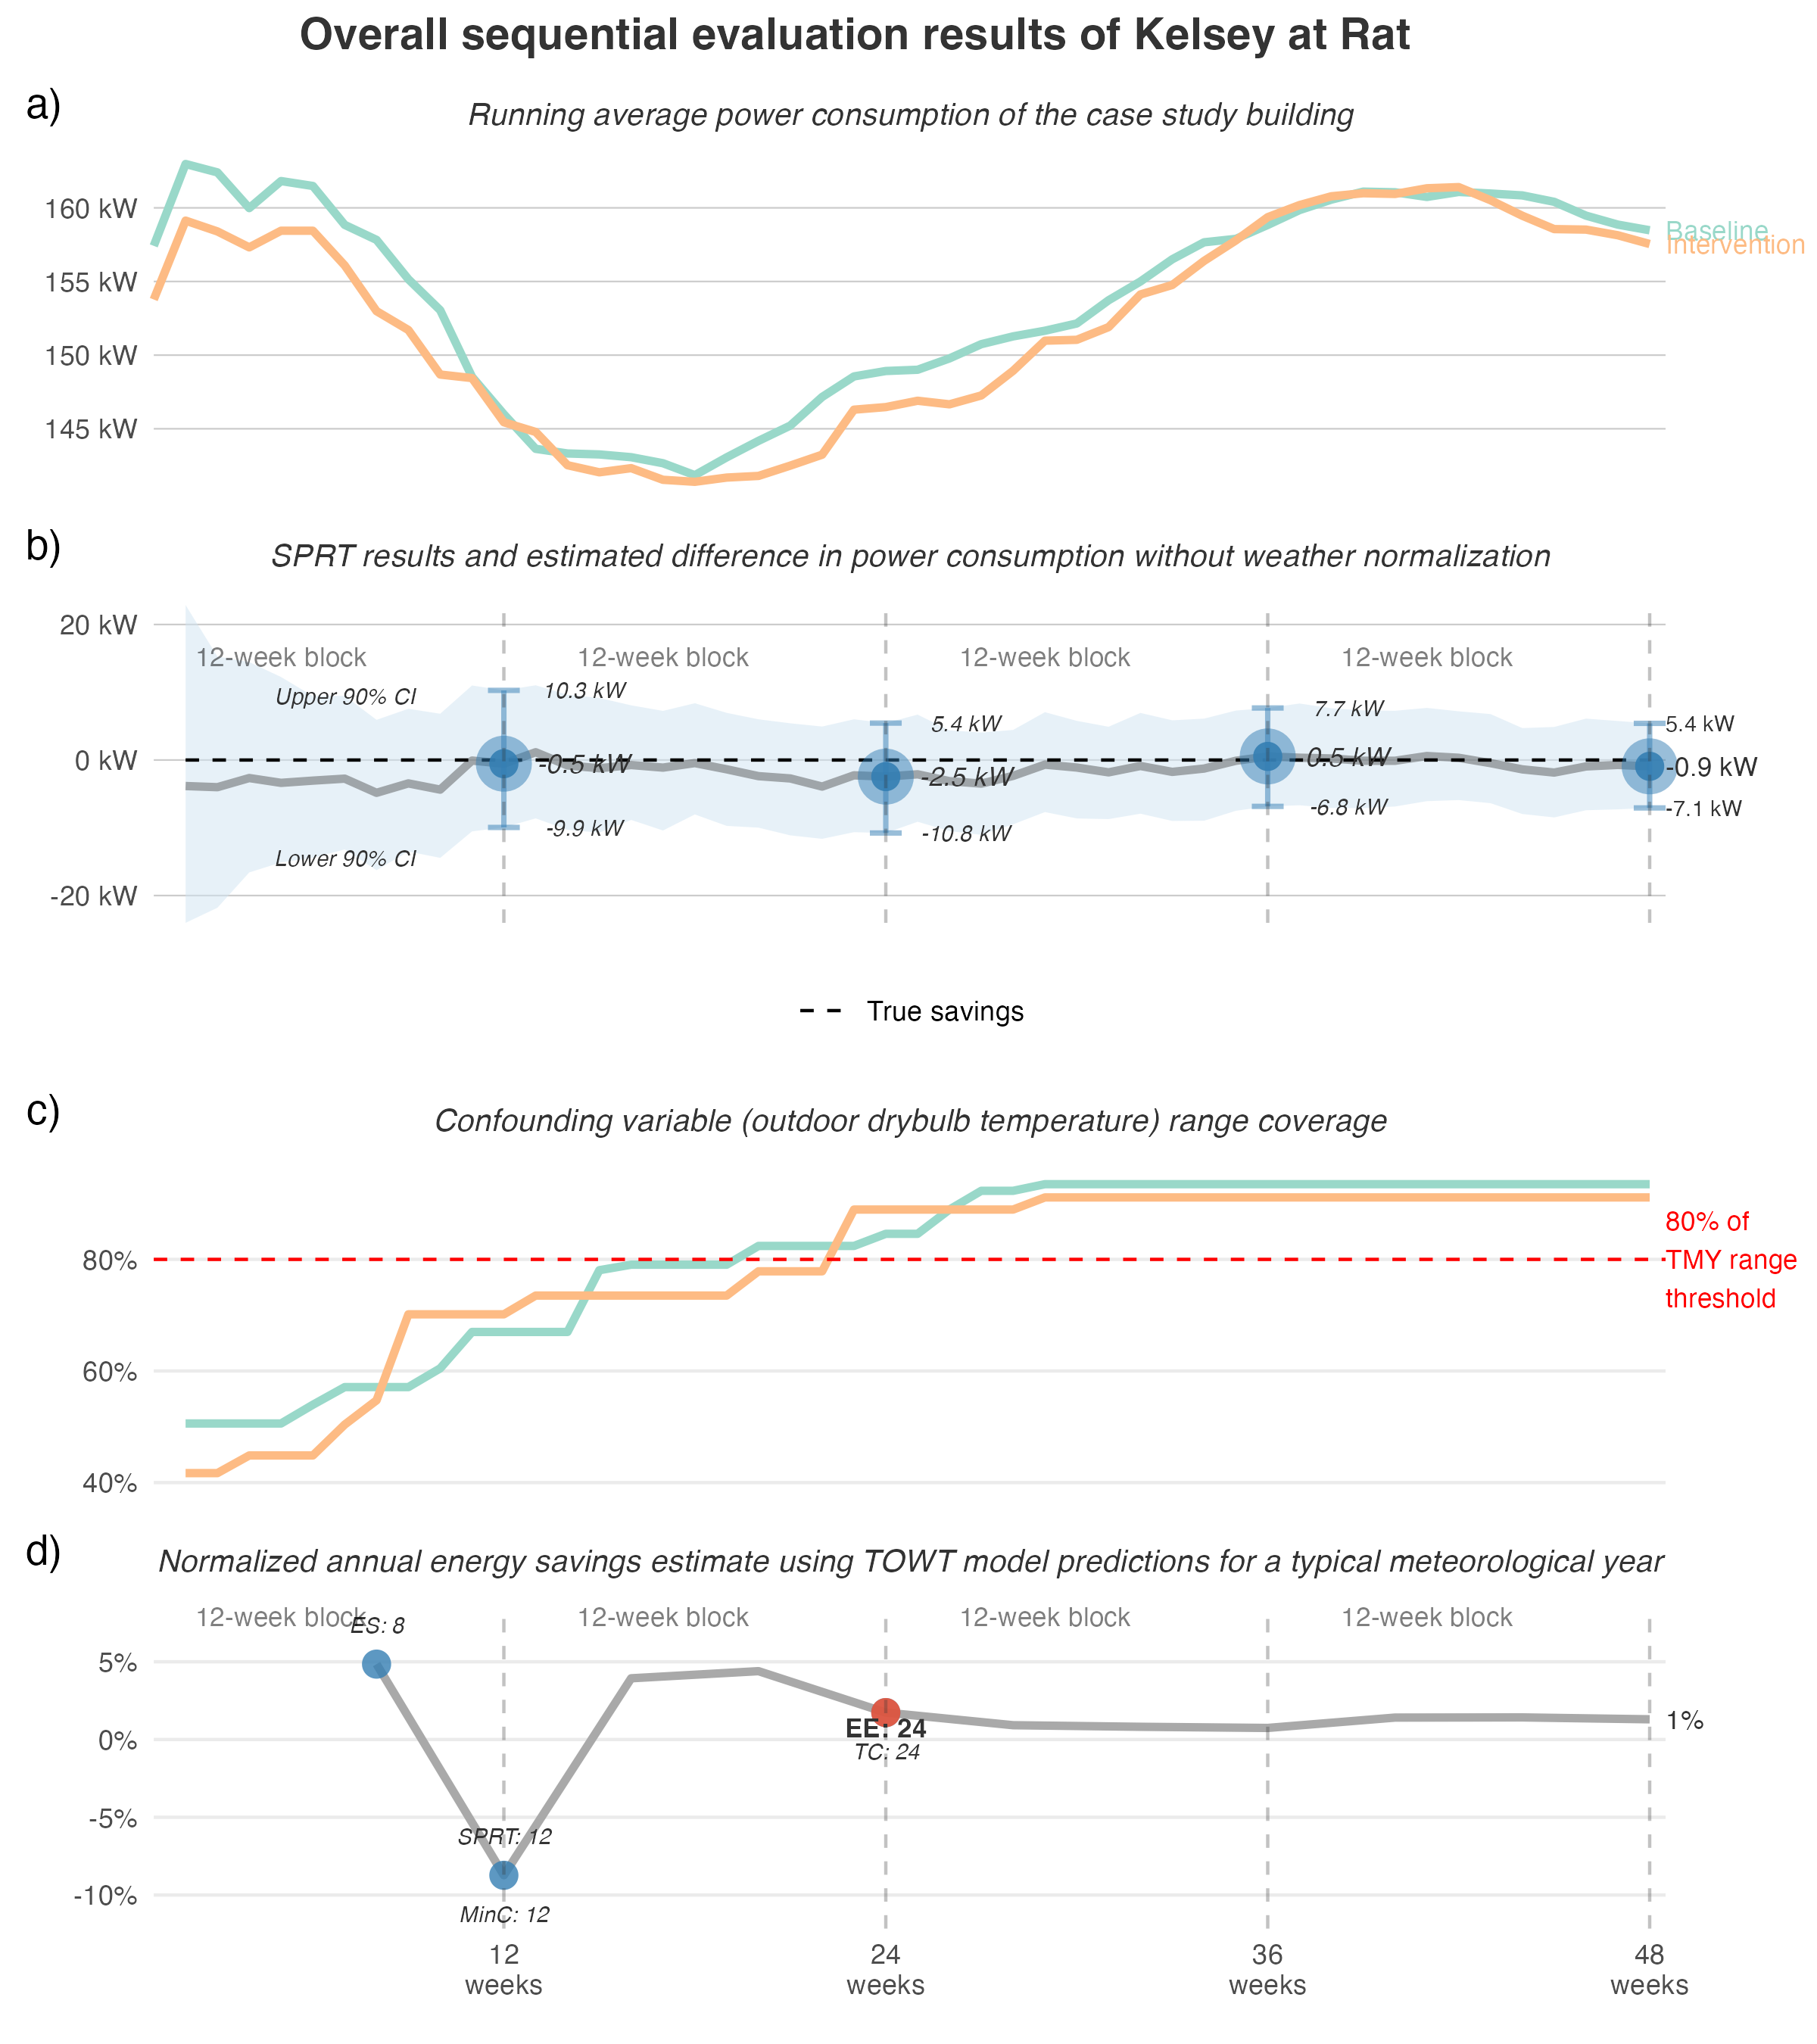 Overall sequential evaluation results of Kelsey at Rat
a)
Running average power consumption of the case study building
160 kW
155 kW
150 kW
145 kW
Baseline
Intervention
b)
SPRT results and estimated difference in power consumption without weather normalization
20 kW
0 kW
-20 kW
12-week block
12-week block
12-week block
12-week block
Upper 90% CI
Lower 90% CI
10.3 kW
-0.5 kW
-9.9 kW
5.4 kW
-2.5 kW
-10.8 kW
7.7 kW
0.5 kW
-6.8 kW
5.4 kW
-0.9 kW
-7.1 kW
True savings
c)
Confounding variable (outdoor drybulb temperature) range coverage
80%
60%
40%
80% of
TMY range
threshold
d)
Normalized annual energy savings estimate using TOWT model predictions for a typical meteorological year
12-week block
12-week block
12-week block
12-week block
ES: 8
5%
0%
-5%
-10%
EE: 24
TC: 24
1%
SPRT: 12
MinC: 12
12
weeks
24
weeks
36
weeks
48
weeks